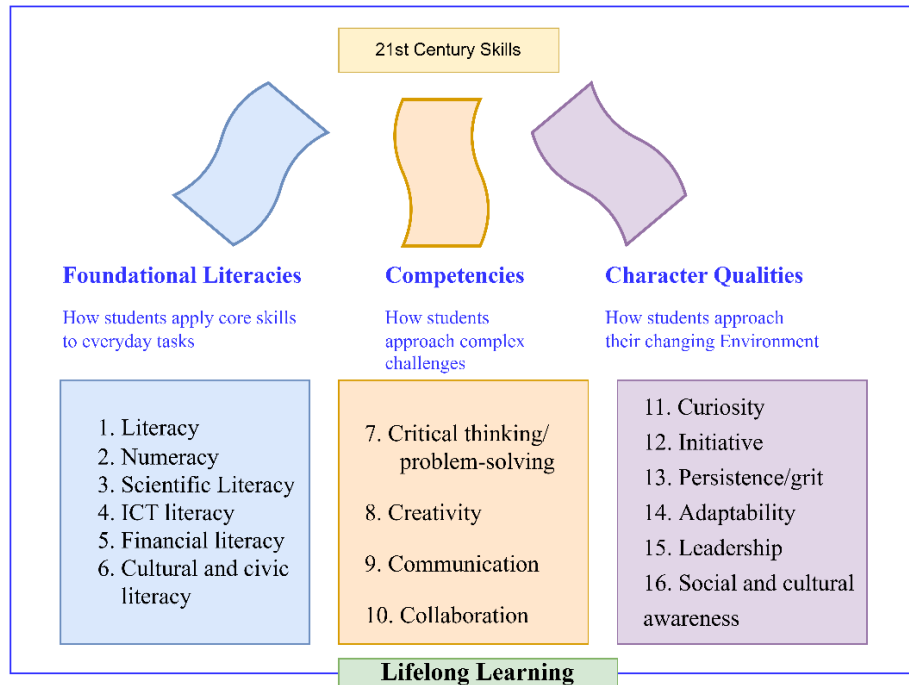 21st Century Skills
Foundational Literacies
How students apply core skills
to everyday tasks
1. Literacy
2. Numeracy
3. Scientific Literacy
4. ICT literacy
5. Financial literacy
6. Cultural and civic
literacy
Competencies
How students
approach complex
challenges
7. Critical thinking/
problem-solving
8. Creativity
9. Communication
10. Collaboration
Character Qualities
How students approach
their changing Environment
11. Curiosity
12. Initiative
13. Persistence/grit
14. Adaptability
15. Leadership
16. Social and cultural
awareness
Lifelong Learning